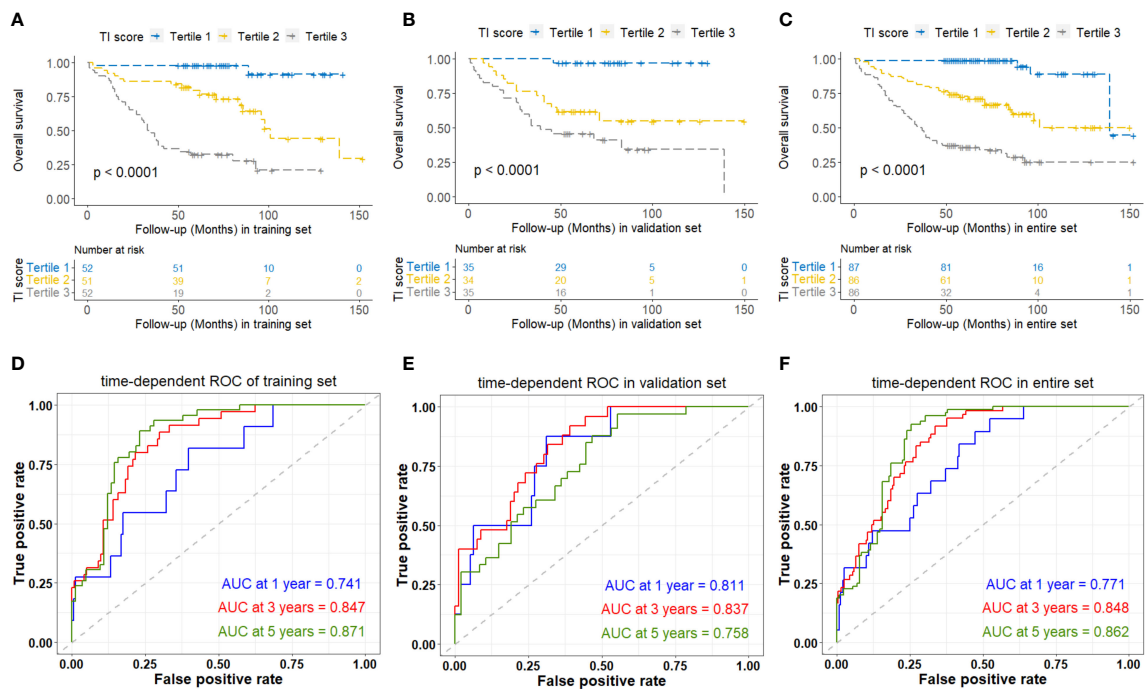 A
TI score Tertile 1 Tertile 2 Tertile 3
1.00
0.75
0.50
0.25
0.00
Overall survival
p < 0.0001
0 50 100 150
Follow-up (Months) in training set
Number at risk
TI score
Tertile 1 52 51 10 0
Tertile 2 51 39 7 2
Tertile 3 52 19 2 0
0 50 100 150
Follow-up (Months) in training set
B
TI score Tertile 1 Tertile 2 Tertile 3
1.00
0.75
0.50
0.25
0.00
Overall survival
p < 0.0001
0 50 100 150
Follow-up (Months) in validation set
Number at risk
TI score
Tertile 1 35 29 5 0
Tertile 2 34 20 5 1
Tertile 3 35 16 1 0
0 50 100 150
Follow-up (Months) in validation set
C
TI score Tertile 1 Tertile 2 Tertile 3
1.00
0.75
0.50
0.25
0.00
Overall survival
p < 0.0001
0 50 100 150
Follow-up (Months) in entire set
Number at risk
TI score
Tertile 1 87 81 16 1
Tertile 2 86 61 10 1
Tertile 3 86 32 4 1
0 50 100 150
Follow-up (Months) in entire set
D
time-dependent ROC of training set
1.00
0.75
0.50
0.25
0.00
True positive rate
AUC at 1 year = 0.741
AUC at 3 years = 0.847
AUC at 5 years = 0.871
0.00 0.25 0.50 0.75 1.00
False positive rate
E
time-dependent ROC in validation set
1.00
0.75
0.50
0.25
0.00
True positive rate
AUC at 1 year = 0.811
AUC at 3 years = 0.837
AUC at 5 years = 0.758
0.00 0.25 0.50 0.75 1.00
False positive rate
F
time-dependent ROC in entire set
1.00
0.75
0.50
0.25
0.00
True positive rate
AUC at 1 year = 0.771
AUC at 3 years = 0.848
AUC at 5 years = 0.862
0.00 0.25 0.50 0.75 1.00
False positive rate